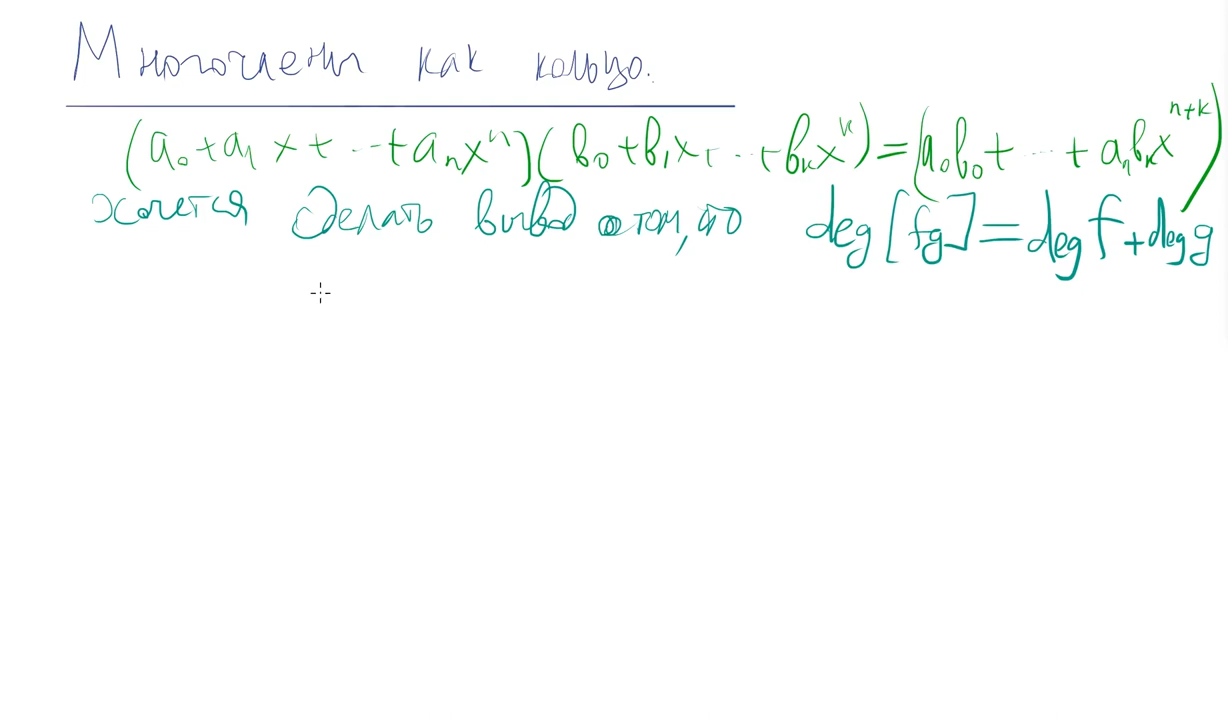 Многочлены как кольцо.
(a₀+a₁x+...+aₙxⁿ)(b₀+b₁x+...+bₖxᵏ)=(a₀b₀+...+aₙbₖxⁿ⁺ᵏ)
хочется сделать вывод о том, что deg[fg]=deg f+deg g